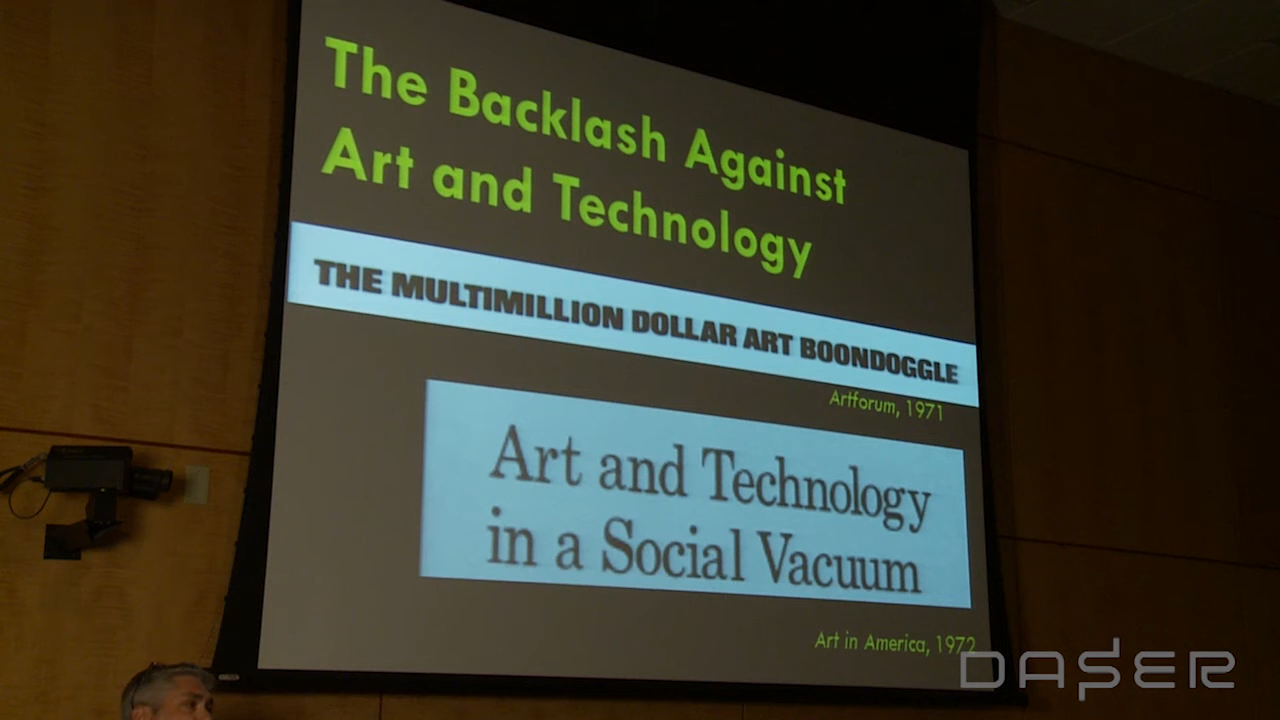 The Backlash Against
Art and Technology
THE MULTIMILLION DOLLAR ART BOONDOGGLE
Artforum, 1971
Art and Technology
in a Social Vacuum
Art in America, 1972
DASER